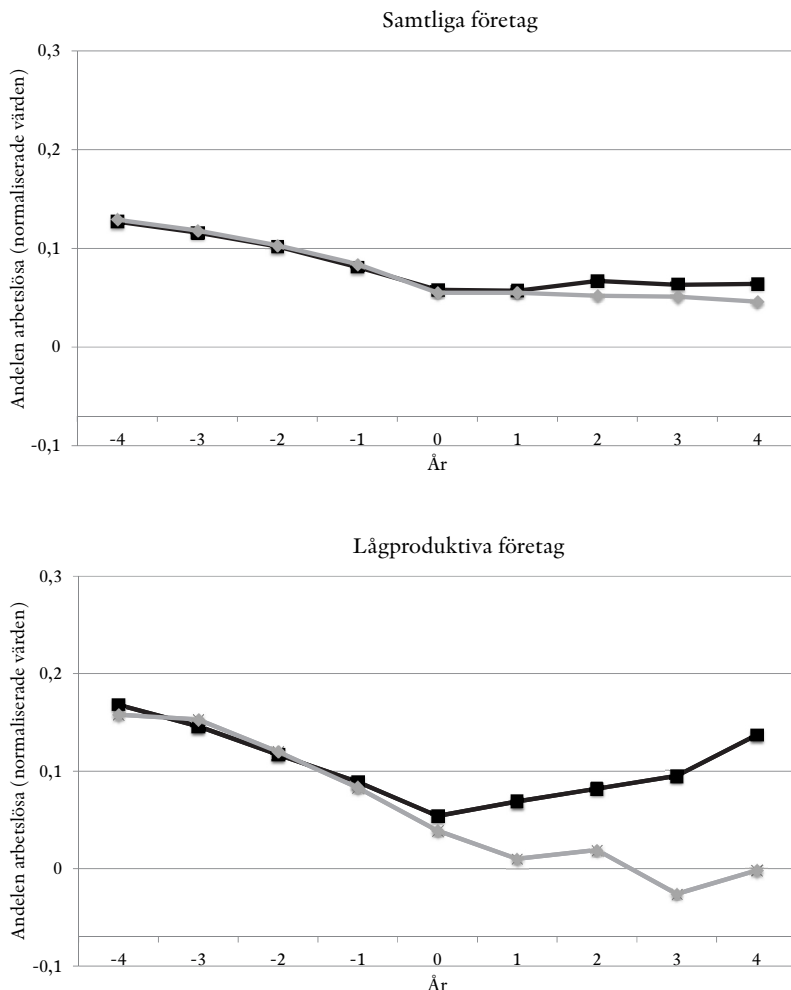 Samtliga företag
Andelen arbetslösa (normaliserade värden)
0,3
0,2
0,1
0
-0,1
-4 -3 -2 -1 0 1 2 3 4
År
Lågproduktiva företag
Andelen arbetslösa (normaliserade värden)
0,3
0,2
0,1
0
-0,1
-4 -3 -2 -1 0 1 2 3 4
År